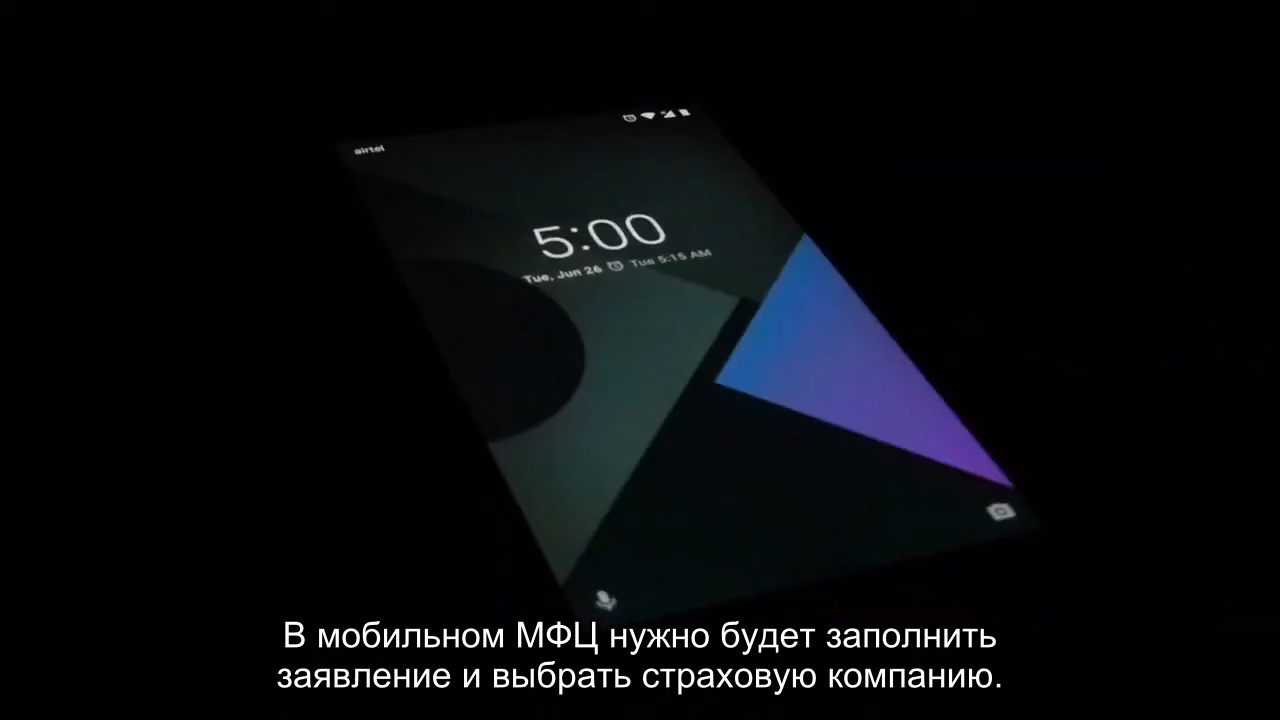 airtel
5:00
Tue, Jun 26 Tue 5:15 AM
В мобильном МФЦ нужно будет заполнить
заявление и выбрать страховую компанию.